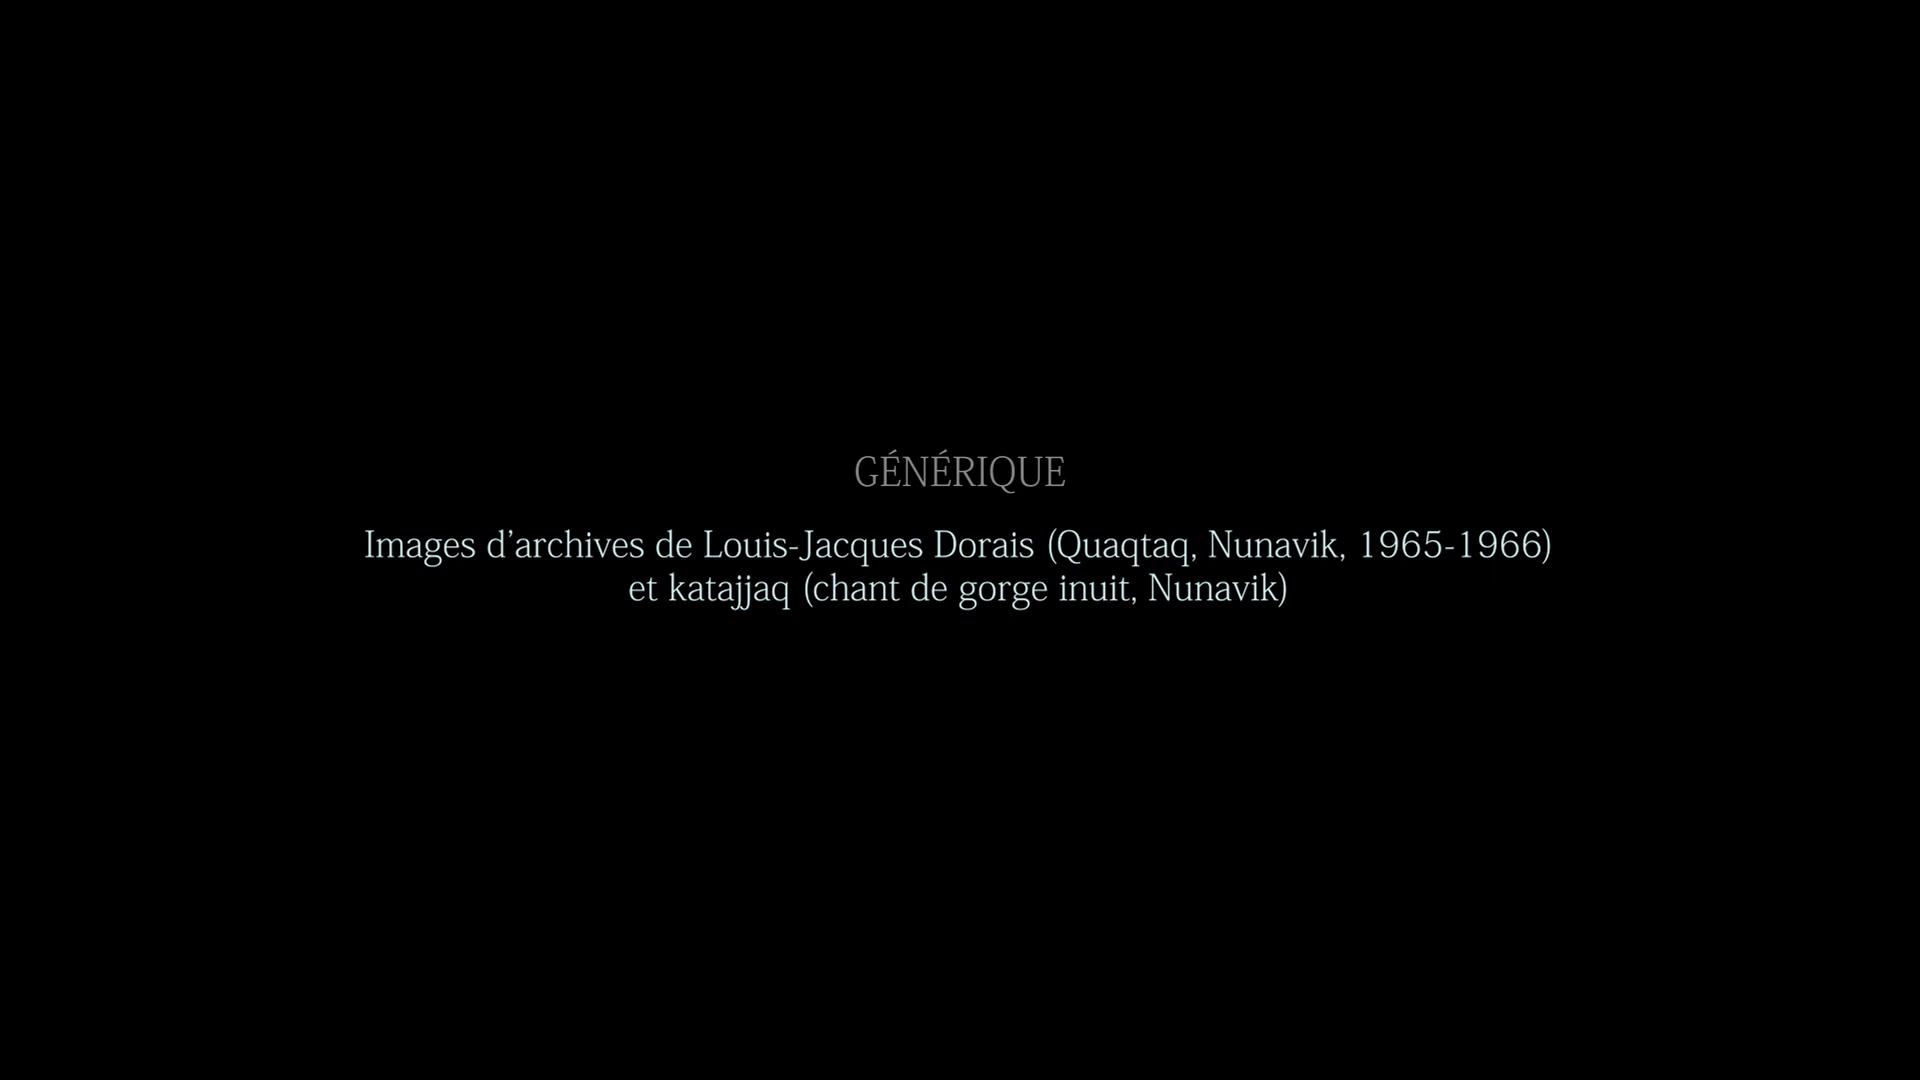 GÉNÉRIQUE
Images d’archives de Louis-Jacques Dorais (Quaqtaq, Nunavik, 1965-1966)
et katajjaq (chant de gorge inuit, Nunavik)